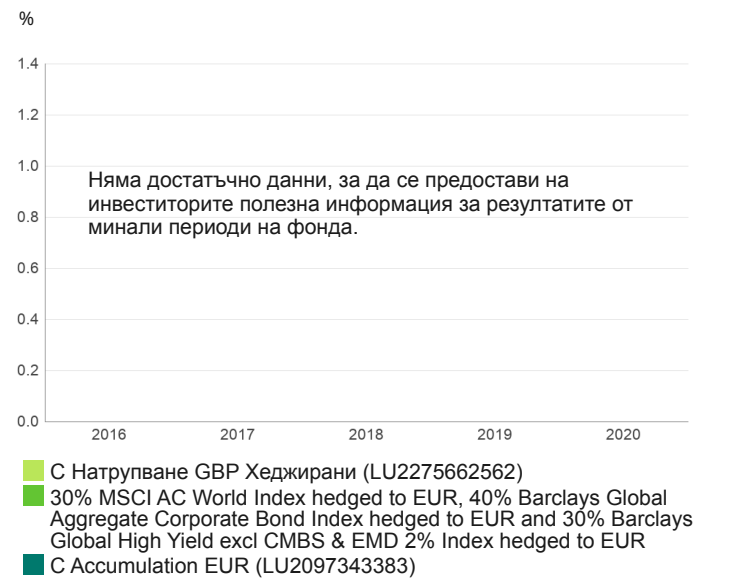 %
1.4
1.2
1.0
Няма достатъчно данни, за да се предостави на
инвеститорите полезна информация за резултатите от
минали периоди на фонда.
0.8
0.6
0.4
0.2
0.0
2016 2017 2018 2019 2020
C Натрупване GBP Хеджирани (LU2275662562)
30% MSCI AC World Index hedged to EUR, 40% Barclays Global
Aggregate Corporate Bond Index hedged to EUR and 30% Barclays
Global High Yield excl CMBS & EMD 2% Index hedged to EUR
C Accumulation EUR (LU2097343383)